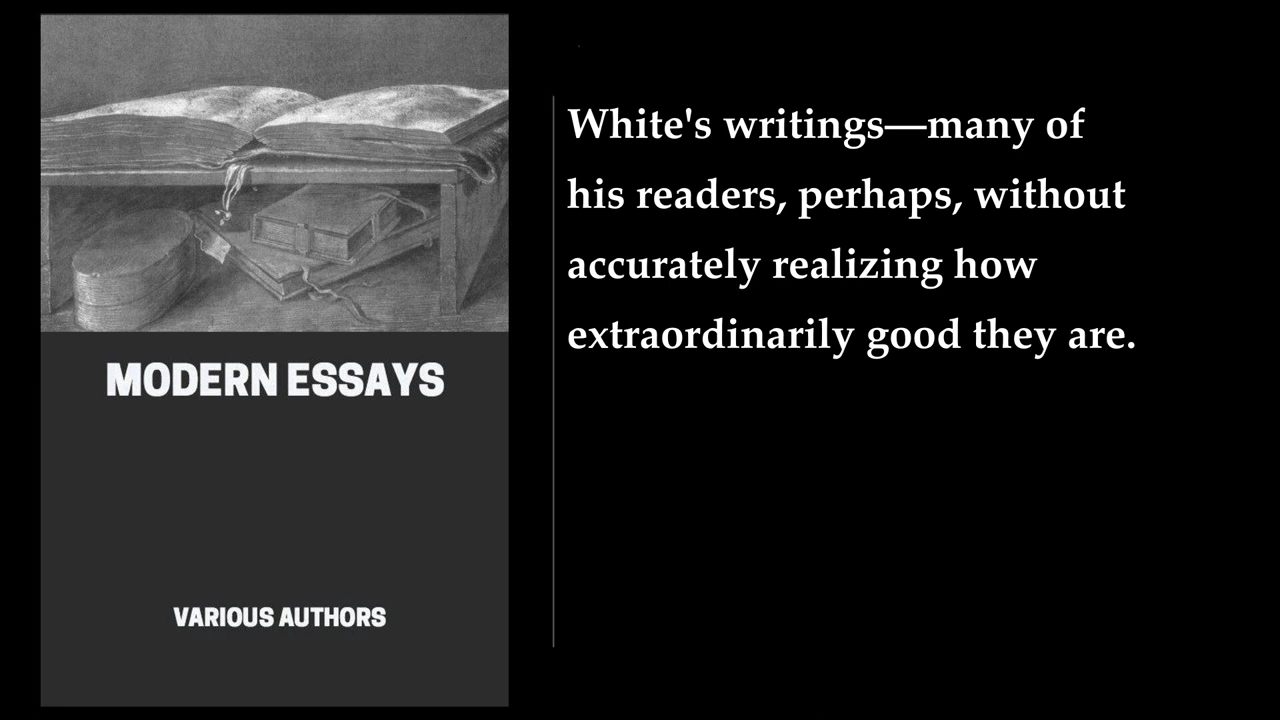 MODERN ESSAYS
VARIOUS AUTHORS
White's writings—many of
his readers, perhaps, without
accurately realizing how
extraordinarily good they are.